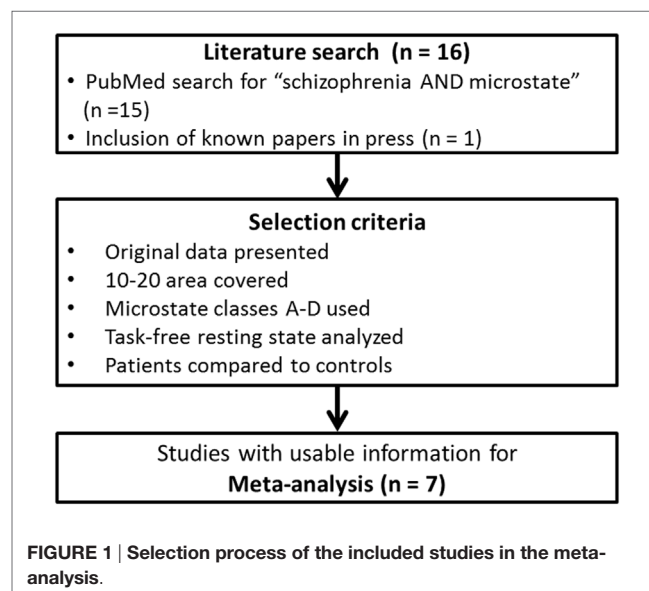 Literature search (n = 16)
• PubMed search for “schizophrenia AND microstate”
(n =15)
• Inclusion of known papers in press (n = 1)
Selection criteria
• Original data presented
• 10-20 area covered
• Microstate classes A-D used
• Task-free resting state analyzed
• Patients compared to controls
Studies with usable information for
Meta-analysis (n = 7)
FIGURE 1 | Selection process of the included studies in the meta-
analysis.